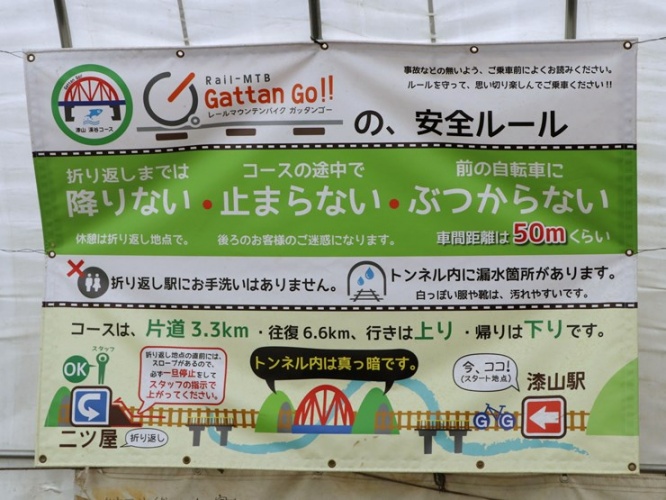 Gattan Go!!
漆山 渓谷コース
Rail-MTB
Gattan Go!!
レールマウンテンバイク ガッタンゴー
の、安全ルール
事故などの無いよう、ご乗車前によくお読みください。
ルールを守って、思い切り楽しんでご乗車ください!!
折り返しまでは
降りない
休憩は折り返し地点で。
コースの途中で
止まらない
後ろのお客様のご迷惑になります。
前の自転車に
ぶつからない
車間距離は50mくらい
折り返し駅にお手洗いはありません。
トンネル内に漏水箇所があります。
白っぽい服や靴は、汚れやすいです。
コースは、片道3.3km・往復6.6km、行きは上り・帰りは下りです。
スタッフ
OK
折り返し地点の直前には、
スロープがあるので、
必ず一旦停止をして
スタッフの指示で
上がってください。
トンネル内は真っ暗です。
今、ココ!
(スタート地点)
漆山駅
GG
二ツ屋
折り返し